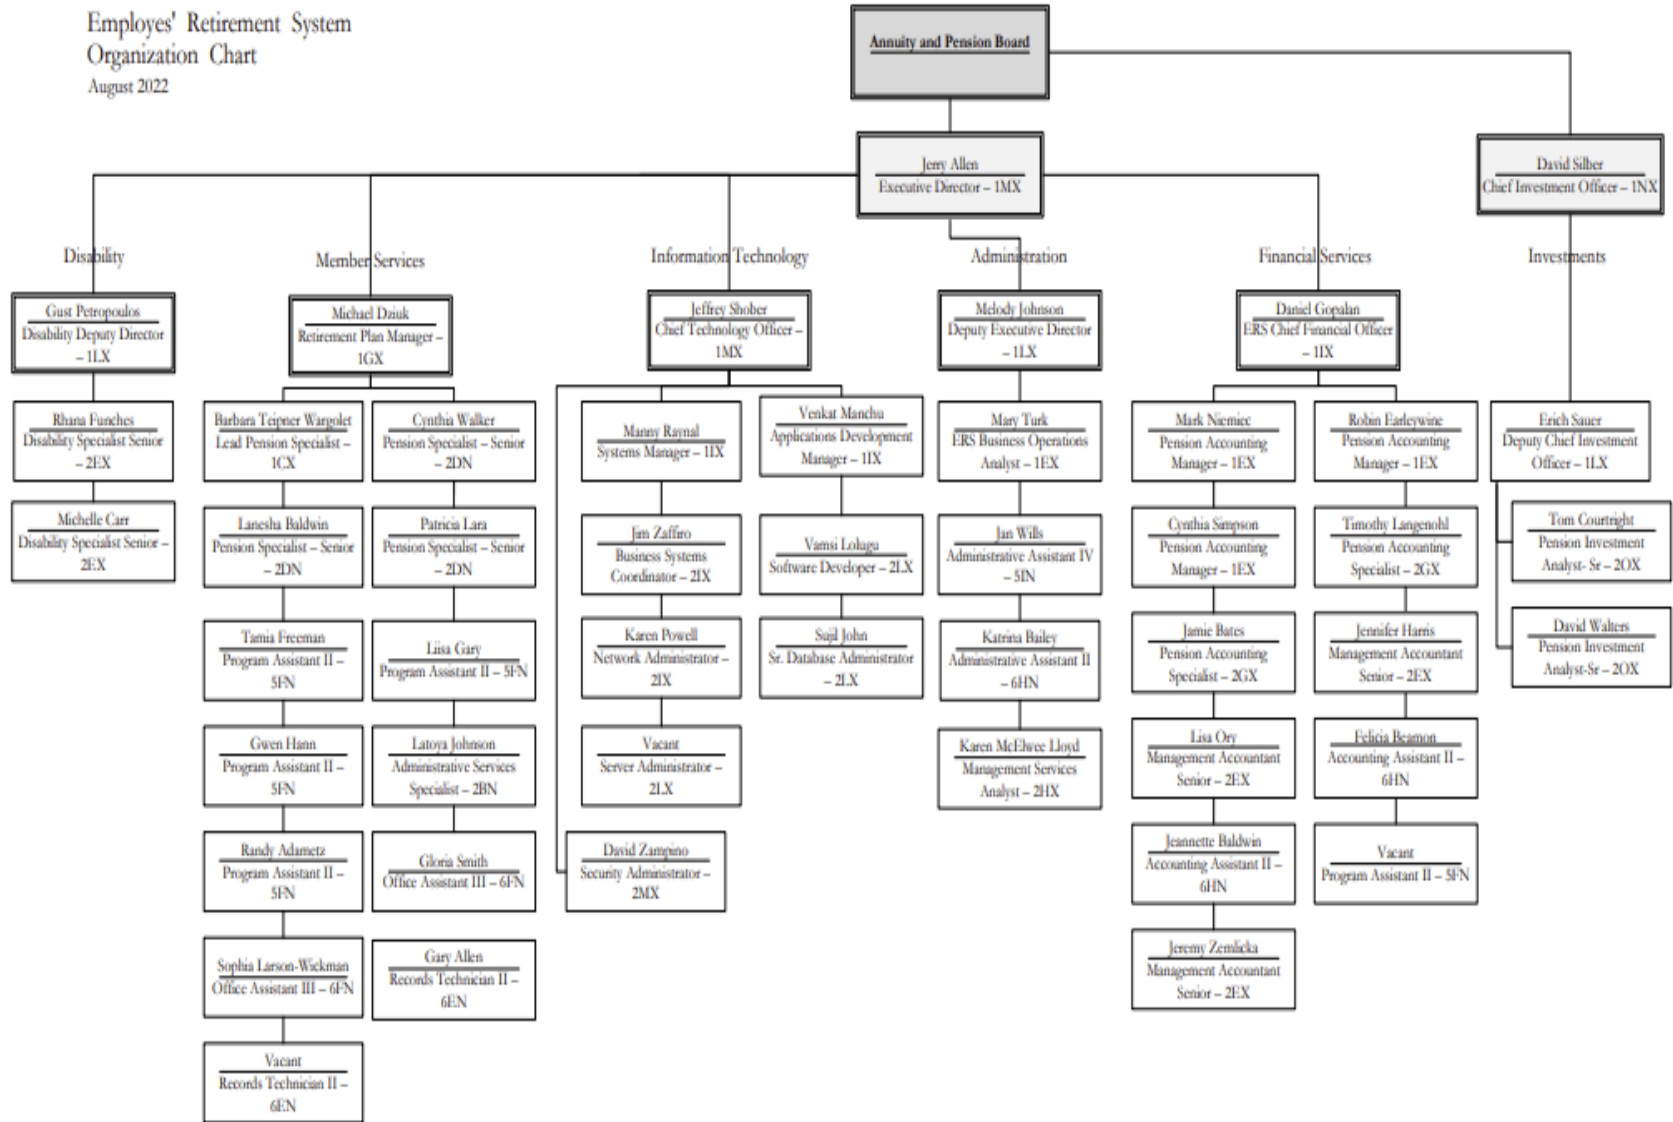 Employes' Retirement System
Organization Chart
August 2022
Annuity and Pension Board
Jerry Allen
Executive Director – 1MX
David Silber
Chief Investment Officer – 1NX
Disability
Member Services
Information Technology
Administration
Financial Services
Investments
Gust Petropoulos
Disability Deputy Director
– 1LX
Rhana Funches
Disability Specialist Senior
– 2EX
Michelle Carr
Disability Specialist Senior –
2EX
Michael Dziuk
Retirement Plan Manager –
1GX
Barbara Teipner Wargolet
Lead Pension Specialist –
1CX
Lanesha Baldwin
Pension Specialist – Senior
– 2DN
Tamia Freeman
Program Assistant II –
5FN
Gwen Hann
Program Assistant II –
5FN
Randy Adametz
Program Assistant II –
5FN
Sophia Larson-Wickman
Office Assistant III – 6FN
Vacant
Records Technician II –
6EN
Cynthia Walker
Pension Specialist – Senior
– 2DN
Patricia Lara
Pension Specialist – Senior
– 2DN
Liisa Gary
Program Assistant II – 5FN
Latoya Johnson
Administrative Services
Specialist – 2BN
Gloria Smith
Office Assistant III – 6FN
Gary Allen
Records Technician II –
6EN
Jeffrey Shober
Chief Technology Officer –
1MX
Manny Raynal
Systems Manager – 1IX
Jim Zaffiro
Business Systems
Coordinator – 2IX
Karen Powell
Network Administrator –
2IX
Vacant
Server Administrator –
2LX
David Zampino
Security Administrator –
2MX
Venkat Manchu
Applications Development
Manager – 1IX
Vamsi Lolugu
Software Developer – 2LX
Sujil John
Sr. Database Administrator
– 2LX
Melody Johnson
Deputy Executive Director
– 1LX
Mary Turk
ERS Business Operations
Analyst – 1EX
Jan Wills
Administrative Assistant IV
– 5IN
Katrina Bailey
Administrative Assistant II
– 6HN
Karen McElwee Lloyd
Management Services
Analyst – 2HX
Daniel Gopalan
ERS Chief Financial Officer
– 1IX
Mark Niemiec
Pension Accounting
Manager – 1EX
Cynthia Simpson
Pension Accounting
Manager – 1EX
Jamie Bates
Pension Accounting
Specialist – 2GX
Lisa Ory
Management Accountant
Senior – 2EX
Jeannette Baldwin
Accounting Assistant II –
6HN
Jeremy Zemlicka
Management Accountant
Senior – 2EX
Robin Earleywine
Pension Accounting
Manager – 1EX
Timothy Langenohl
Pension Accounting
Specialist – 2GX
Jennifer Harris
Management Accountant
Senior – 2EX
Felicia Beamon
Accounting Assistant II –
6HN
Vacant
Program Assistant II – 5FN
Erich Sauer
Deputy Chief Investment
Officer – 1LX
Tom Courtright
Pension Investment
Analyst- Sr – 2OX
David Walters
Pension Investment
Analyst-Sr – 2OX